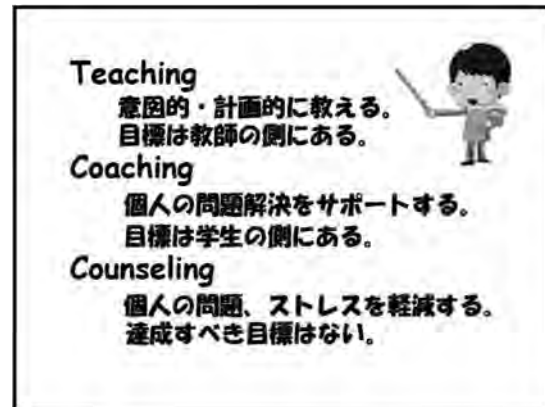 Teaching
意図的・計画的に教える。
目標は教師の側にある。
Coaching
個人の問題解決をサポートする。
目標は学生の側にある。
Counseling
個人の問題、ストレスを軽減する。
達成すべき目標はない。